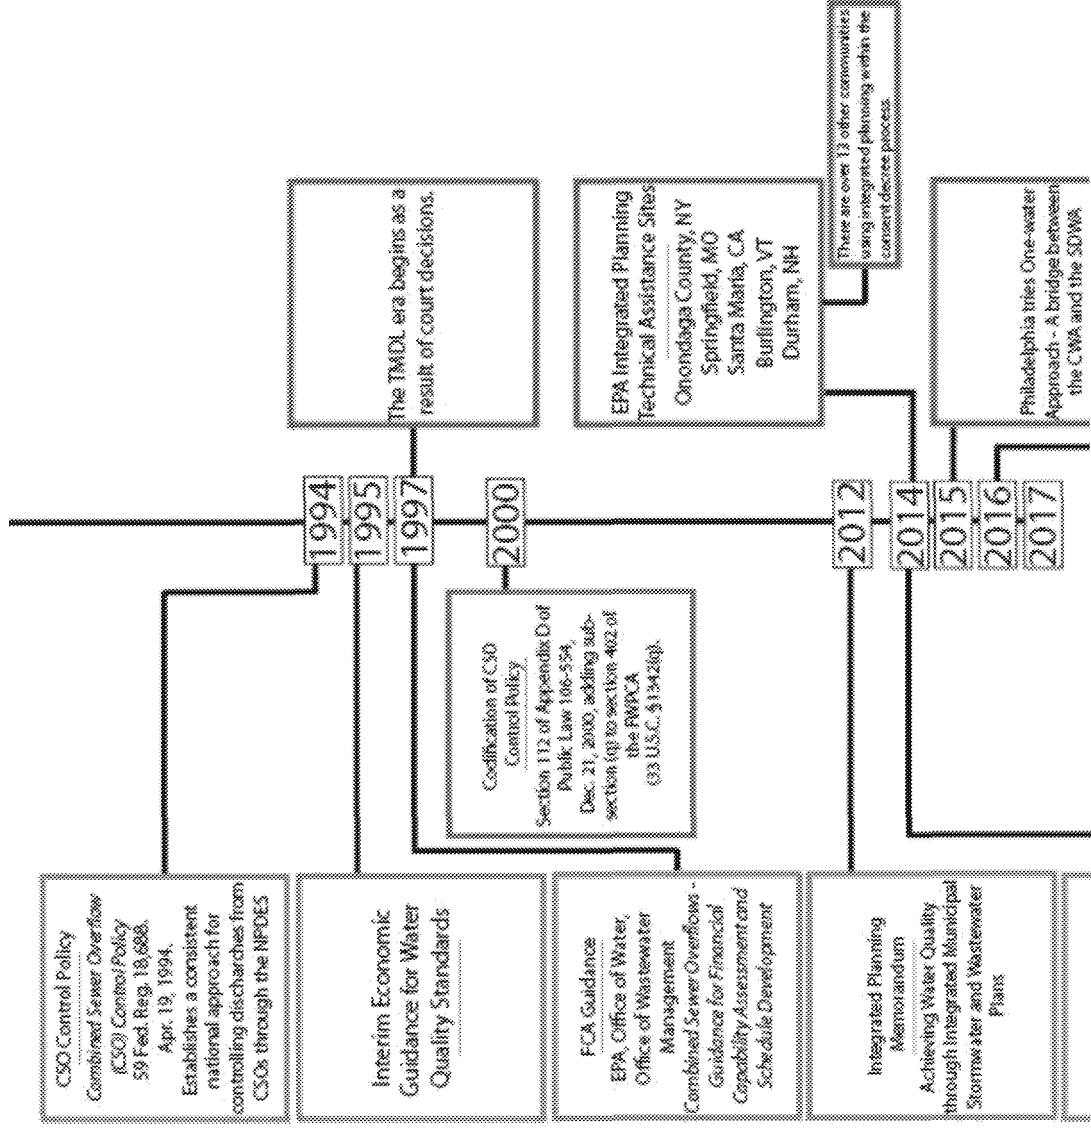 CSO Control Policy
Combined Sewer Overflow
(CSO) Control Policy
59 Fed. Reg. 18,688.
Apr. 19, 1994.
Establishes a consistent
national approach for
controlling discharches from
CSOs through the NPDES
Interim Economic
Guidance for Water
Quality Standards
FCA Guidance
EPA, Office of Water,
Office of Wastewater
Management
Combined Sewer Overflows -
Guidance for Financial
Capability Assessment and
Schedule Development
Integrated Planning
Memorandum
Achieving Water Quality
through Integrated Municipal
Stormwater and Wastewater
Plans
Codification of CSO
Control Policy
Section 112 of Appendix D of
Public Law 106-554,
Dec. 21, 2000, adding sub-
section (q) to section 402 of
the FWPCA
(33 U.S.C. §1342(q).
1994
1995
1997
2000
2012
2014
2015
2016
2017
The TMDL era begins as a
result of court decisions.
EPA Integrated Planning
Technical Assistance Sites
Onondaga County, NY
Springfield, MO
Santa Maria, CA
Burlington, VT
Durham, NH
There are over 13 other communities
using integrated planning within the
consent decree process.
Philadelphia tries One-water
Approach - A bridge between
the CWA and the SDWA